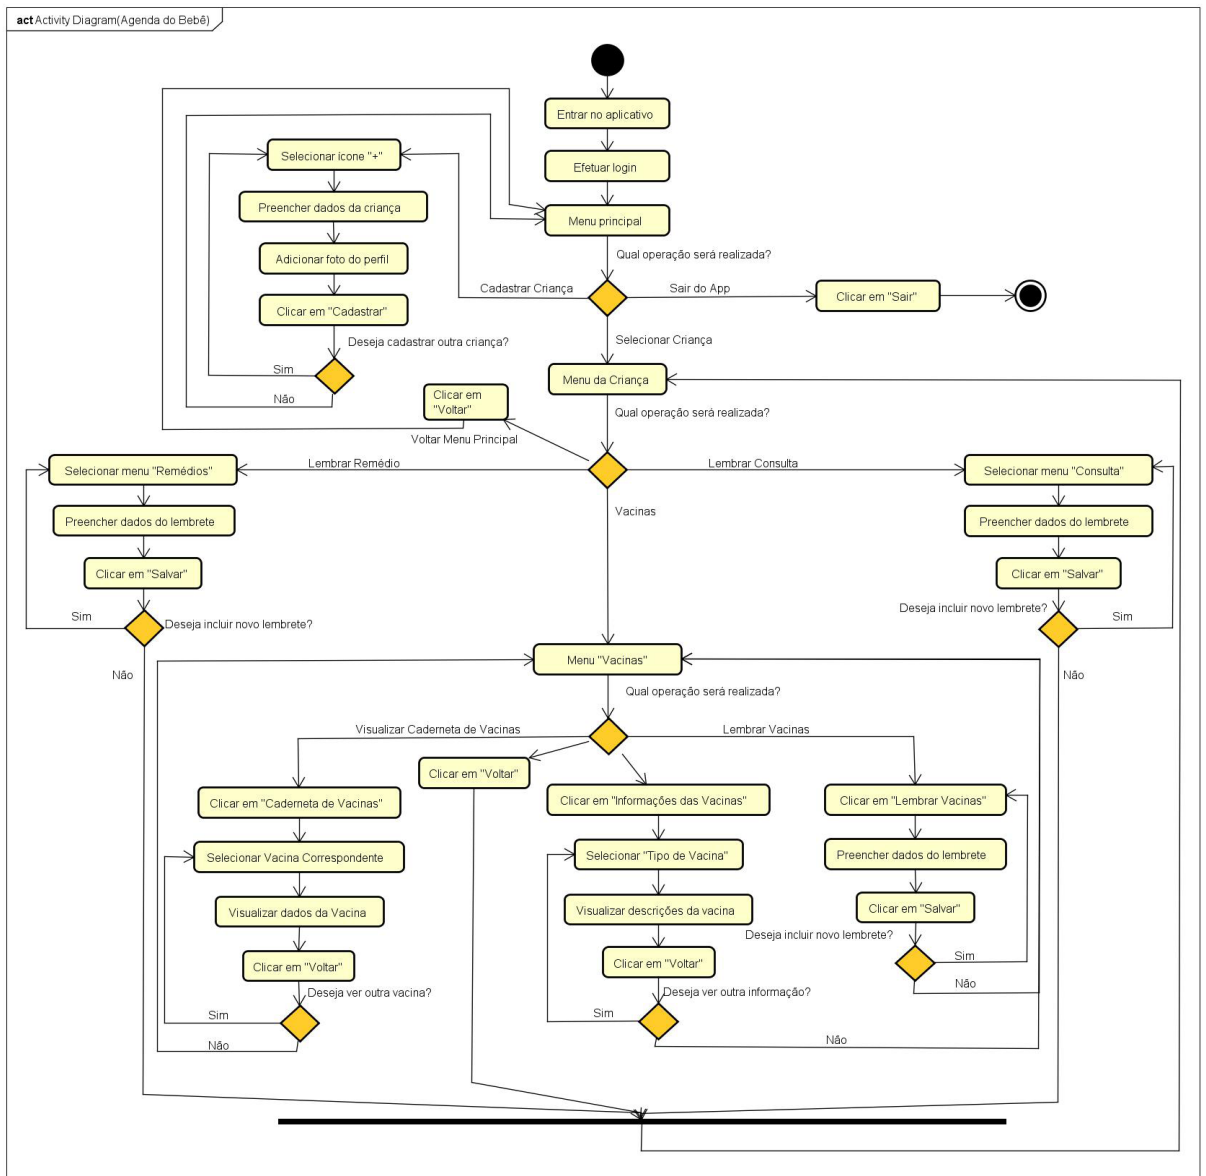 act Activity Diagram(Agenda do Bebê)
Entrar no aplicativo
Selecionar ícone "+"
Efetuar login
Preencher dados da criança
Menu principal
Adicionar foto do perfil
Qual operação será realizada?
Cadastrar Criança
Sair do App
Clicar em "Sair"
Clicar em "Cadastrar"
Deseja cadastrar outra criança?
Selecionar Criança
Sim
Menu da Criança
Não
Clicar em
"Voltar"
Qual operação será realizada?
Voltar Menu Principal
Selecionar menu "Remédios"
Lembrar Remédio
Lembrar Consulta
Selecionar menu "Consulta"
Preencher dados do lembrete
Vacinas
Preencher dados do lembrete
Clicar em "Salvar"
Clicar em "Salvar"
Sim
Deseja incluir novo lembrete?
Deseja incluir novo lembrete?
Sim
Não
Menu "Vacinas"
Não
Qual operação será realizada?
Visualizar Caderneta de Vacinas
Lembrar Vacinas
Clicar em "Voltar"
Clicar em "Caderneta de Vacinas"
Clicar em "Informações das Vacinas"
Clicar em "Lembrar Vacinas"
Selecionar Vacina Correspondente
Selecionar "Tipo de Vacina"
Preencher dados do lembrete
Visualizar dados da Vacina
Visualizar descrições da vacina
Clicar em "Salvar"
Deseja incluir novo lembrete?
Clicar em "Voltar"
Clicar em "Voltar"
Sim
Não
Deseja ver outra vacina?
Deseja ver outra informação?
Sim
Sim
Não
Não